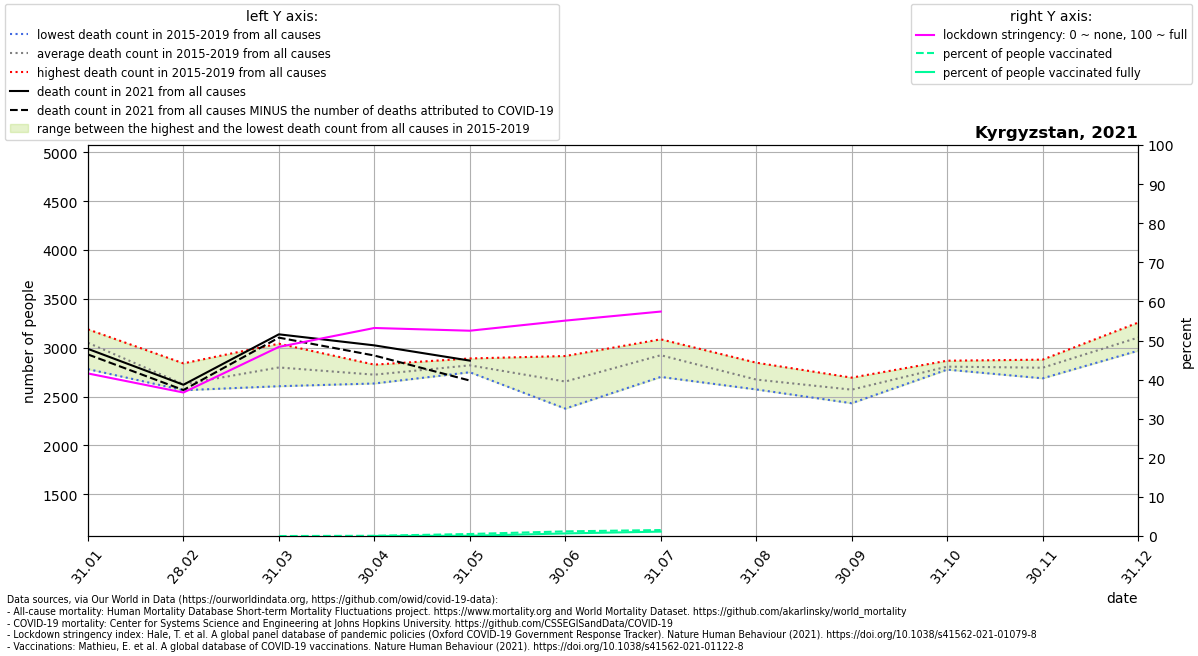 left Y axis:
lowest death count in 2015-2019 from all causes
average death count in 2015-2019 from all causes
highest death count in 2015-2019 from all causes
death count in 2021 from all causes
death count in 2021 from all causes MINUS the number of deaths attributed to COVID-19
range between the highest and the lowest death count from all causes in 2015-2019
right Y axis:
lockdown stringency: 0 ~ none, 100 ~ full
percent of people vaccinated
percent of people vaccinated fully
Kyrgyzstan, 2021
number of people
5000
4500
4000
3500
3000
2500
2000
1500
100
90
80
70
60
50
40
30
20
10
0
percent
31.01
28.02
31.03
30.04
31.05
30.06
31.07
31.08
30.09
31.10
30.11
31.12
date
Data sources, via Our World in Data (https://ourworldindata.org, https://github.com/owid/covid-19-data):
- All-cause mortality: Human Mortality Database Short-term Mortality Fluctuations project. https://www.mortality.org and World Mortality Dataset. https://github.com/akarlinsky/world_mortality
- COVID-19 mortality: Center for Systems Science and Engineering at Johns Hopkins University. https://github.com/CSSEGISandData/COVID-19
- Lockdown stringency index: Hale, T. et al. A global panel database of pandemic policies (Oxford COVID-19 Government Response Tracker). Nature Human Behaviour (2021). https://doi.org/10.1038/s41562-021-01079-8
- Vaccinations: Mathieu, E. et al. A global database of COVID-19 vaccinations. Nature Human Behaviour (2021). https://doi.org/10.1038/s41562-021-01122-8